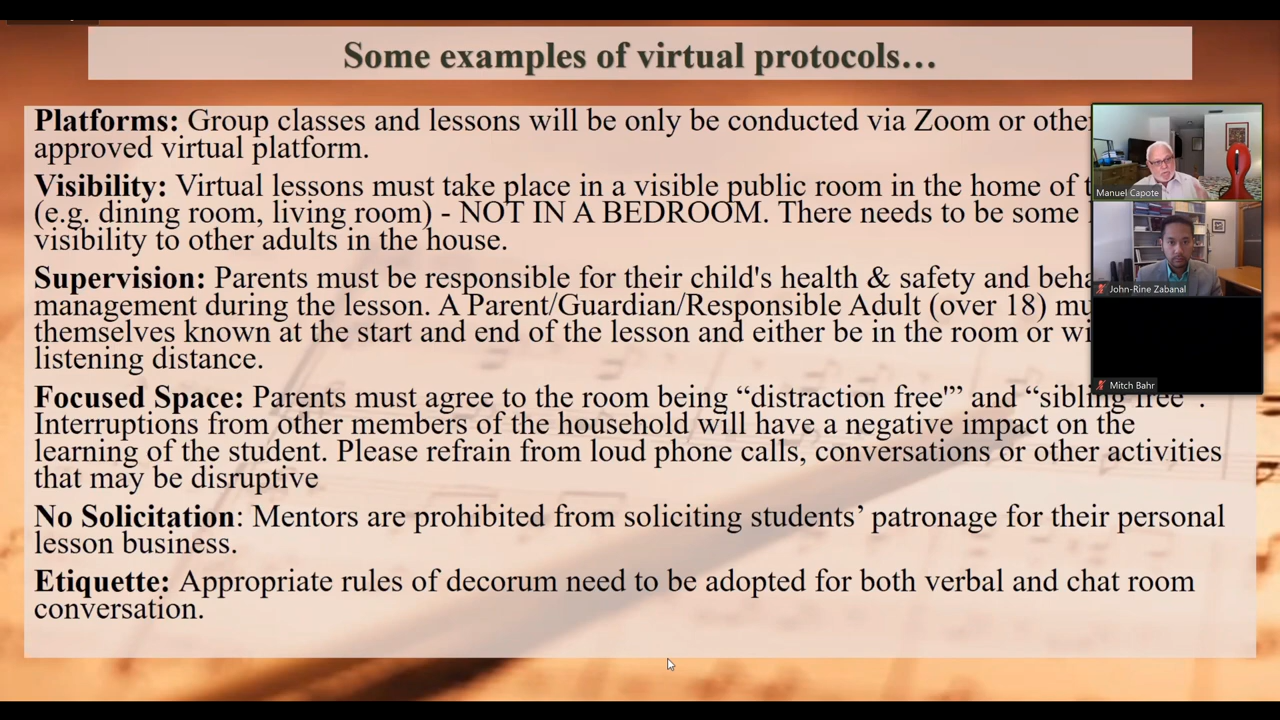 Some examples of virtual protocols…
Platforms: Group classes and lessons will be only be conducted via Zoom or other
approved virtual platform.
Visibility: Virtual lessons must take place in a visible public room in the home of
(e.g. dining room, living room) - NOT IN A BEDROOM. There needs to be some
visibility to other adults in the house.
Supervision: Parents must be responsible for their child's health & safety and
management during the lesson. A Parent/Guardian/Responsible Adult (over 18)
themselves known at the start and end of the lesson and either be in the room or
listening distance.
Focused Space: Parents must agree to the room being “distraction free'” and “sibling free”.
Interruptions from other members of the household will have a negative impact on the
learning of the student. Please refrain from loud phone calls, conversations or other activities
that may be disruptive
No Solicitation: Mentors are prohibited from soliciting students’ patronage for their personal
lesson business.
Etiquette: Appropriate rules of decorum need to be adopted for both verbal and chat room
conversation.
Manuel Capote
John-Rine Zabanal
Mitch Bahr